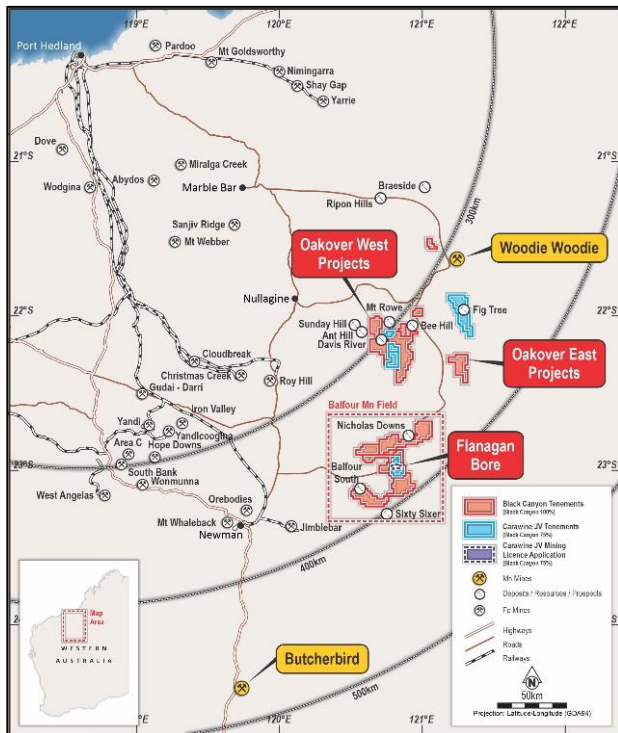 119°E
120°E
121°E
Port Hedland
Pardoo
Mt Goldsworthy
Nimingarra
Shay Gap
Yarrie
21°S
21°S
Dove
Wodgina
Abydos
Miralga Creek
Marble Bar
Braeside
Ripon Hills
300km
Sanjiv Ridge
Mt Webber
Oakover West
Projects
Woodie Woodie
22°S
22°S
Nullagine
Mt Rowe
Sunday Hill
Ant Hill
Davis River
Bee Hill
Fig Tree
Oakover East
Projects
Cloudbreak
Christmas Creek
Roy Hill
Gudai - Darri
Iron Valley
Yandi
Yandicoogina
Hope Downs
Area C
South Bank
Wonmunna
West Angelas
23°S
23°S
Balfour Mn Field
Nicholas Downs
Flanagan
Bore
Balfour
South
Sixty Sixer
Orebodies
Mt Whaleback
Newman
Jimblebar
400km
24°S
Butcherbird
500km
119°E
120°E
121°E
Map
Area
WESTERN
AUSTRALIA
Black Canyon Tenements
[Black Canyon 100%]
Carawine JV Tenements
[Black Canyon 75%]
Carawine JV Mining
Licence Application
[Black Canyon 75%]
Mn Mines
Deposits / Resources / Prospects
Fe Mines
Highways
Roads
Railways
N
50km
Projection: Latitude-Longitude (GDA94)